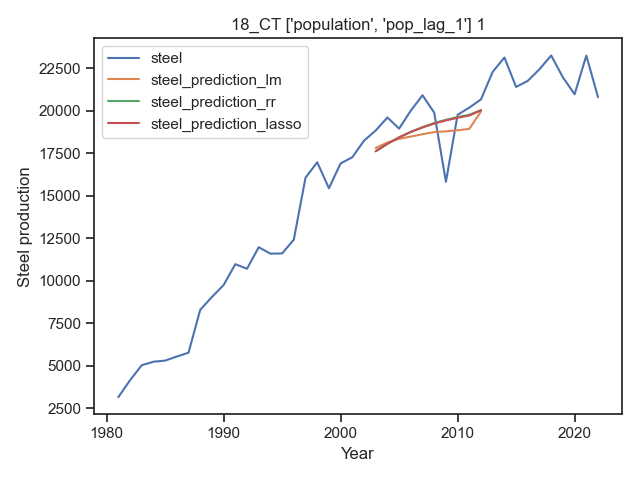 18_CT ['population', 'pop_lag_1'] 1
steel
steel_prediction_lm
steel_prediction_rr
steel_prediction_lasso
22500
20000
17500
15000
12500
10000
7500
5000
2500
Steel production
1980
1990
2000
2010
2020
Year